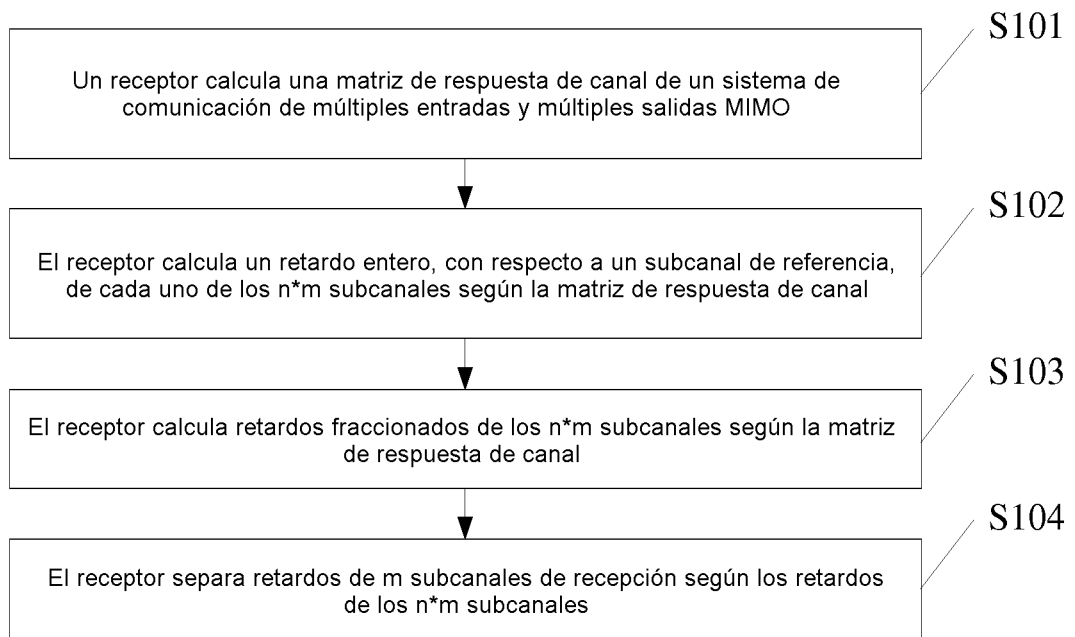 S101
Un receptor calcula una matriz de respuesta de canal de un sistema de
comunicación de múltiples entradas y múltiples salidas MIMO
S102
El receptor calcula un retardo entero, con respecto a un subcanal de referencia,
de cada uno de los n*m subcanales según la matriz de respuesta de canal
S103
El receptor calcula retardos fraccionados de los n*m subcanales según la matriz
de respuesta de canal
S104
El receptor separa retardos de m subcanales de recepción según los retardos
de los n*m subcanales